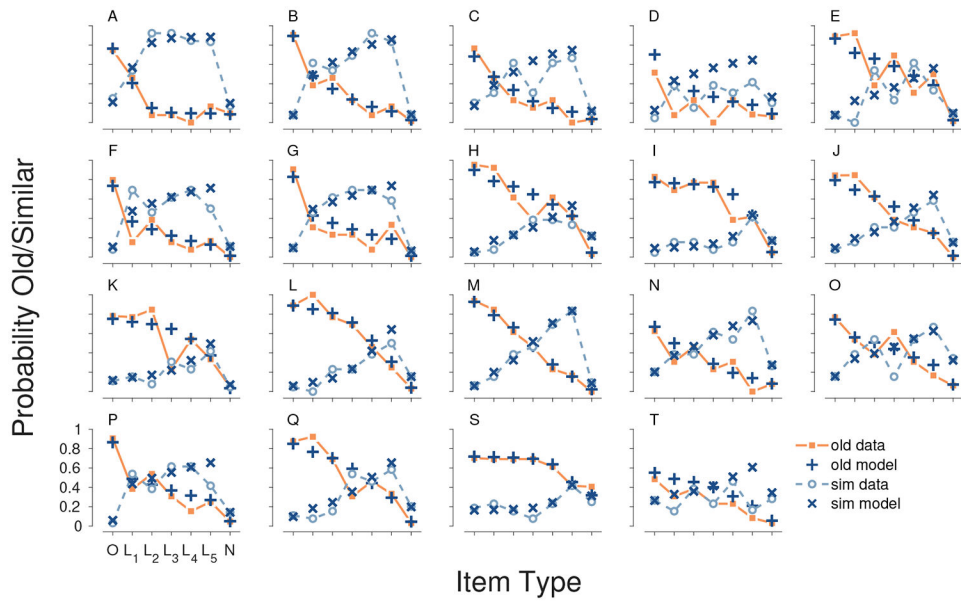 A B C D E
F G H I J
K L M N O
P Q S T
1
0.8
0.6
0.4
0.2
0
O L₁ L₂ L₃ L₄ L₅ N
Probability Old/Similar
Item Type
old data
old model
sim data
sim model